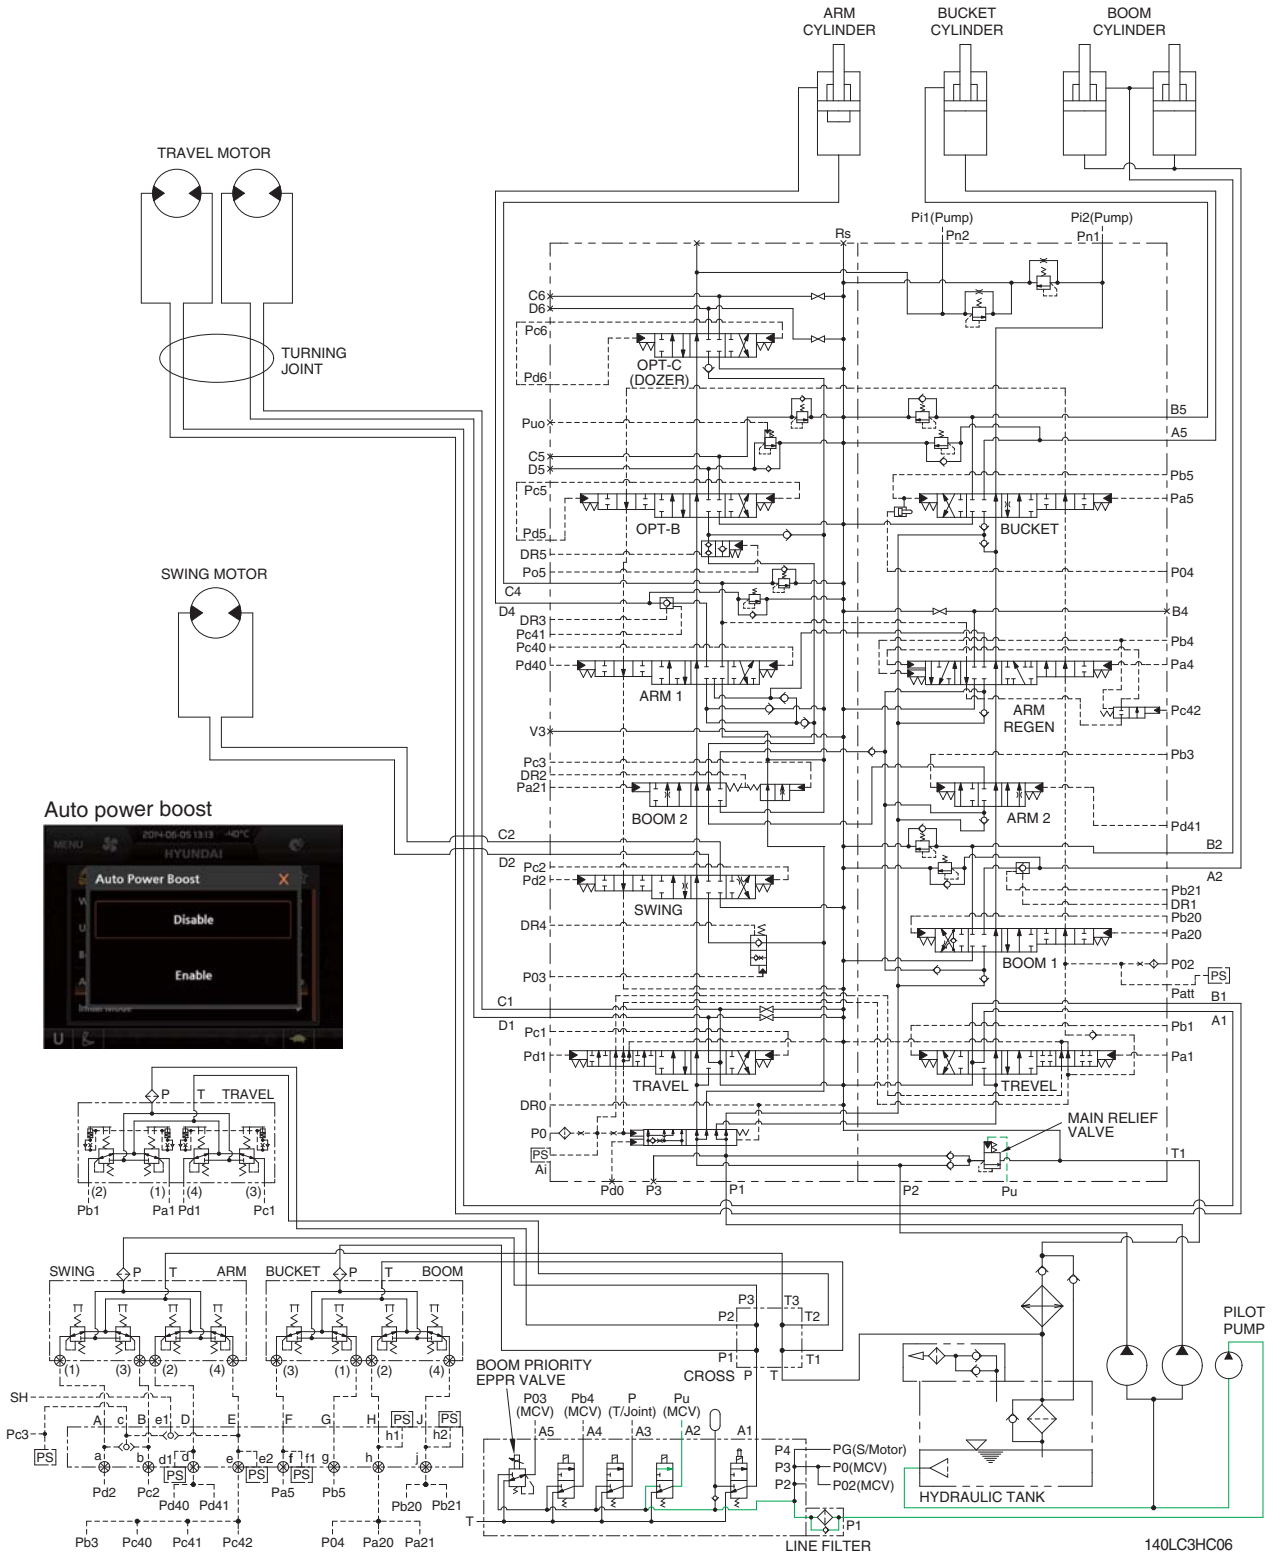 ARM
CYLINDER
BUCKET
CYLINDER
BOOM
CYLINDER
TRAVEL MOTOR
Pi1(Pump)
Pn2
Pi2(Pump)
Pn1
Rs
C6
D6
Pc6
OPT-C
(DOZER)
Pd6
TURNING
JOINT
Puo
B5
A5
C5
D5
Pc5
Pb5
Pa5
Pd5
OPT-B
BUCKET
DR5
Po5
P04
SWING MOTOR
C4
D4
B4
DR3
Pc41
Pc40
Pd40
Pb4
Pa4
ARM 1
ARM
REGEN
Pc42
V3
Pc3
DR2
Pa21
Pb3
BOOM 2
ARM 2
Pd41
Auto power boost
MENU
2014-06-05 13:13
-40°C
HYUNDAI
Auto Power Boost
X
Disable
Enable
U
C2
D2
B2
A2
Pc2
Pd2
SWING
Pb21
DR1
Pb20
Pa20
DR4
BOOM 1
P03
P02
PS
Patt
C1
D1
B1
A1
Pc1
Pd1
Pb1
Pa1
TRAVEL
TREVEL
DR0
P0
PS
Ai
MAIN RELIEF
VALVE
T1
Pd0
P3
P1
P2
Pu
P
T
TRAVEL
(2)
(1)
(4)
(3)
Pb1
Pa1
Pd1
Pc1
SWING
P
T
ARM
BUCKET
P
T
BOOM
(1)
(3)
(2)
(4)
(3)
(1)
(2)
(4)
P3
T3
P2
T2
P1
T1
CROSS
P
T
PILOT
PUMP
SH
Pc3
PS
A
c
B
e1
D
E
F
G
H
PS
J
PS
h1
h2
a
b
d1
d
e
e2
f
f1
g
h
j
PS
PS
PS
Pd2
Pc2
Pd40
Pd41
Pa5
Pb5
Pb20
Pb21
Pb3
Pc40
Pc41
Pc42
P04
Pa20
Pa21
BOOM PRIORITY
EPPR VALVE
P03
(MCV)
Pb4
(MCV)
P
(T/Joint)
Pu
(MCV)
A5
A4
A3
A2
A1
T
P4
PG(S/Motor)
P3
P0(MCV)
P2
P02(MCV)
P1
LINE FILTER
HYDRAULIC TANK
140LC3HC06